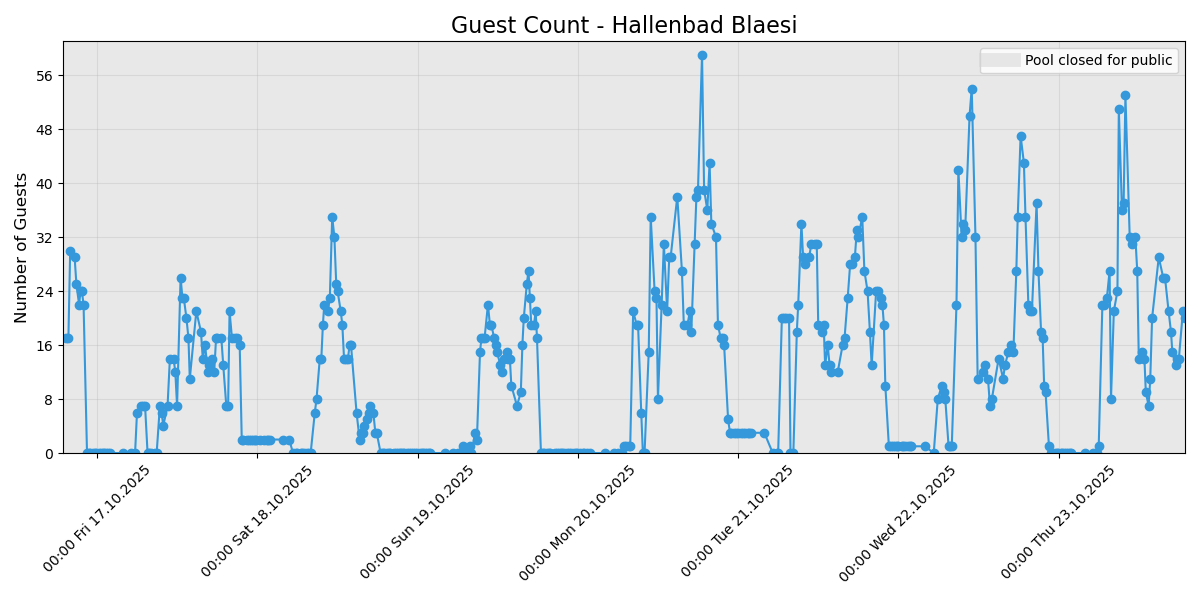 Guest Count - Hallenbad Blaesi
Pool closed for public
Number of Guests
56
48
40
32
24
16
8
0
00:00 Fri 17.10.2025
00:00 Sat 18.10.2025
00:00 Sun 19.10.2025
00:00 Mon 20.10.2025
00:00 Tue 21.10.2025
00:00 Wed 22.10.2025
00:00 Thu 23.10.2025